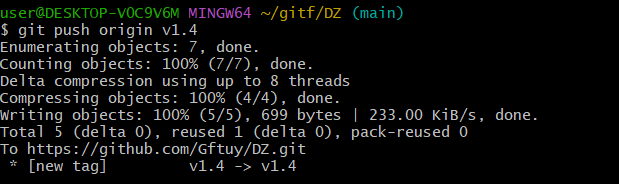 user@DESKTOP-VOC9V6M MINGW64 ~/gitf/DZ (main)
$ git push origin v1.4
Enumerating objects: 7, done.
Counting objects: 100% (7/7), done.
Delta compression using up to 8 threads
Compressing objects: 100% (4/4), done.
Writing objects: 100% (5/5), 699 bytes | 233.00 KiB/s, done.
Total 5 (delta 0), reused 1 (delta 0), pack-reused 0
To https://github.com/Gftuy/DZ.git
 * [new tag]         v1.4 -> v1.4